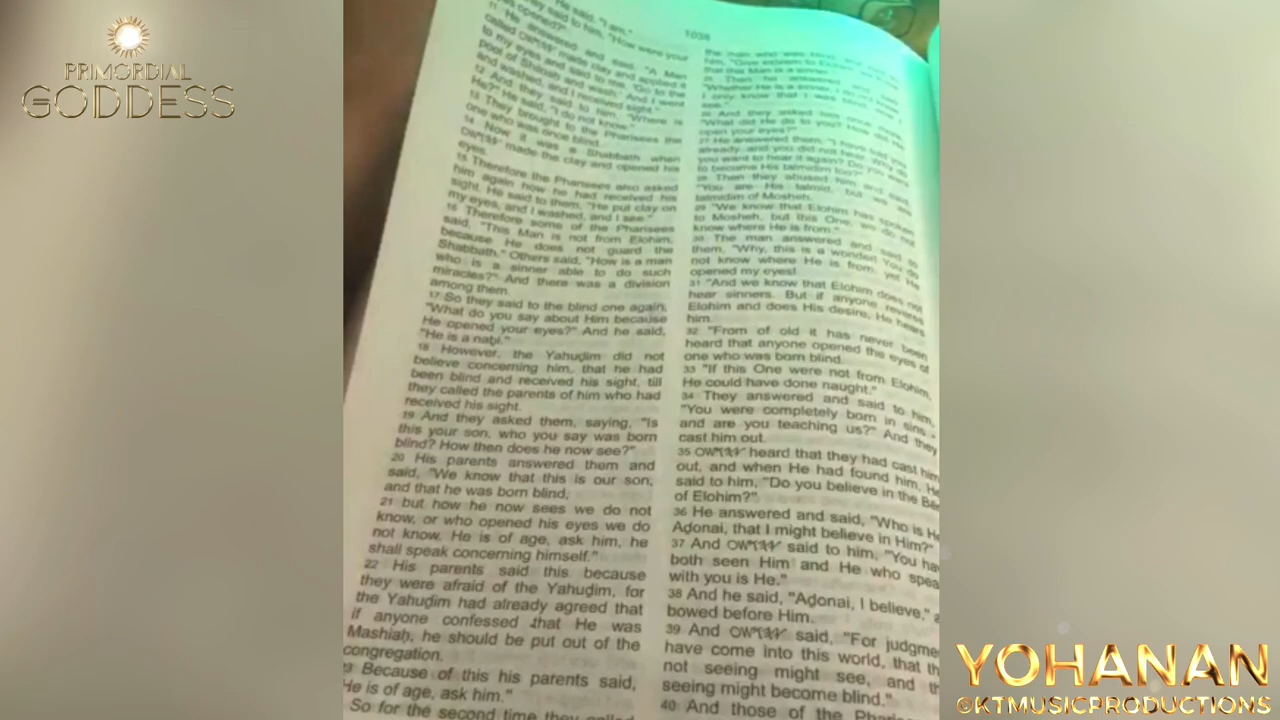 PRIMORDIAL
GODDESS
1038
He said, "I am."
they said to him, "How were your
opened?"
11 He answered and said, "A Man
called made clay and applied it
to my eyes and said to me, 'Go to the
pool of Shiloah and wash.' And I went
and washed, and I received sight."
12 And they said to him, "Where is
He?" He said, "I do not know."
13 They brought to the Pharisees the
one who was once blind.
14 Now it was a Shabbath when
made the clay and opened his
eyes.
15 Therefore the Pharisees also asked
him again how he had received his
sight. He said to them, "He put clay on
my eyes, and I washed, and I see."
16 Therefore some of the Pharisees
said, "This Man is not from Elohim,
because He does not guard the
Shabbath." Others said, "How is a man
who is a sinner able to do such
miracles?" And there was a division
among them.
17 So they said to the blind one again,
"What do you say about Him because
He opened your eyes?" And he said,
"He is a naḇi."
18 However, the Yahuḏim did not
believe concerning him, that he had
been blind and received his sight, till
they called the parents of him who had
received his sight.
19 And they asked them, saying, "Is
this your son, who you say was born
blind? How then does he now see?"
20 His parents answered them and
said, "We know that this is our son,
and that he was born blind,
21 but how he now sees we do not
know, or who opened his eyes we do
not know. He is of age, ask him, he
shall speak concerning himself."
22 His parents said this because
they were afraid of the Yahuḏim, for
the Yahuḏim had already agreed that
if anyone confessed that He was
Mashiaḥ, he should be put out of the
congregation.
23 Because of this his parents said,
"He is of age, ask him."
So for the second time they called
the man who was
him, "Give esteem to Elohim,
that this Man is a sinner."
25 Then he answered and
"Whether He is a sinner, I do not
I only know that I was blind, and
see."
26 And they asked him once more,
"What did He do to you? How did He
open your eyes?"
27 He answered them, "I have told you
already, and you did not hear. Why do
you want to hear it again? Do you
to become His talmidim too?"
28 Then they abused him and said,
"You are His talmid, but we are
talmidim of Mosheh.
29 "We know that Elohim has spoken
to Mosheh, but this One, we do not
know where He is from."
30 The man answered and said to
them, "Why, this is a wonder! You do
not know where He is from, yet He
opened my eyes!
31 "And we know that Elohim does not
hear sinners. But if anyone reveres
Elohim and does His desire, He hears
him.
32 "From of old it has never been
heard that anyone opened the eyes of
one who was born blind.
33 "If this One were not from Elohim,
He could have done naught."
34 They answered and said to him,
"You were completely born in sins,
and are you teaching us?" And they
cast him out.
35 heard that they had cast him
out, and when He had found him, He
said to him, "Do you believe in the Ben
of Elohim?"
36 He answered and said, "Who is He,
Aḏonai, that I might believe in Him?"
37 And said to him, "You have
both seen Him and He who spea
with you is He."
38 And he said, "Aḏonai, I believe," a
bowed before Him.
39 And said, "For judgme
have come into this world, that th
not seeing might see, and th
seeing might become blind."
40 And those of the Phari
YOHANAN
©KTMUSICPRODUCTIONS